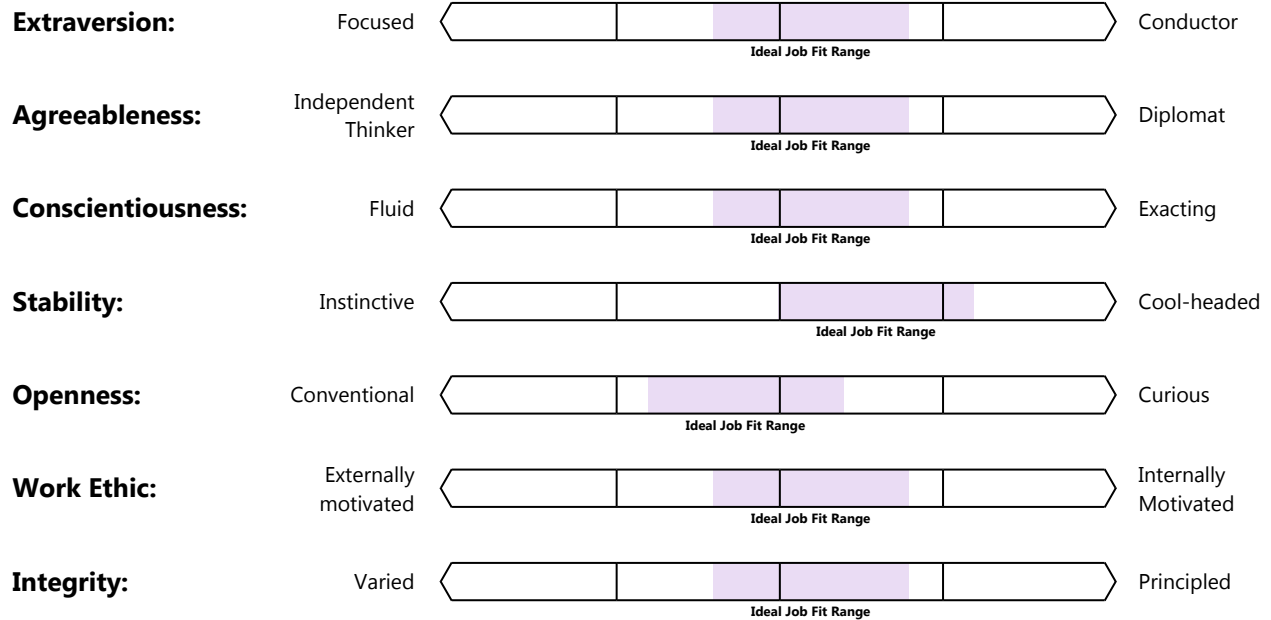 Extraversion: Focused Conductor
Ideal Job Fit Range
Agreeableness: Independent Thinker Diplomat
Ideal Job Fit Range
Conscientiousness: Fluid Exacting
Ideal Job Fit Range
Stability: Instinctive Cool-headed
Ideal Job Fit Range
Openness: Conventional Curious
Ideal Job Fit Range
Work Ethic: Externally motivated Internally Motivated
Ideal Job Fit Range
Integrity: Varied Principled
Ideal Job Fit Range